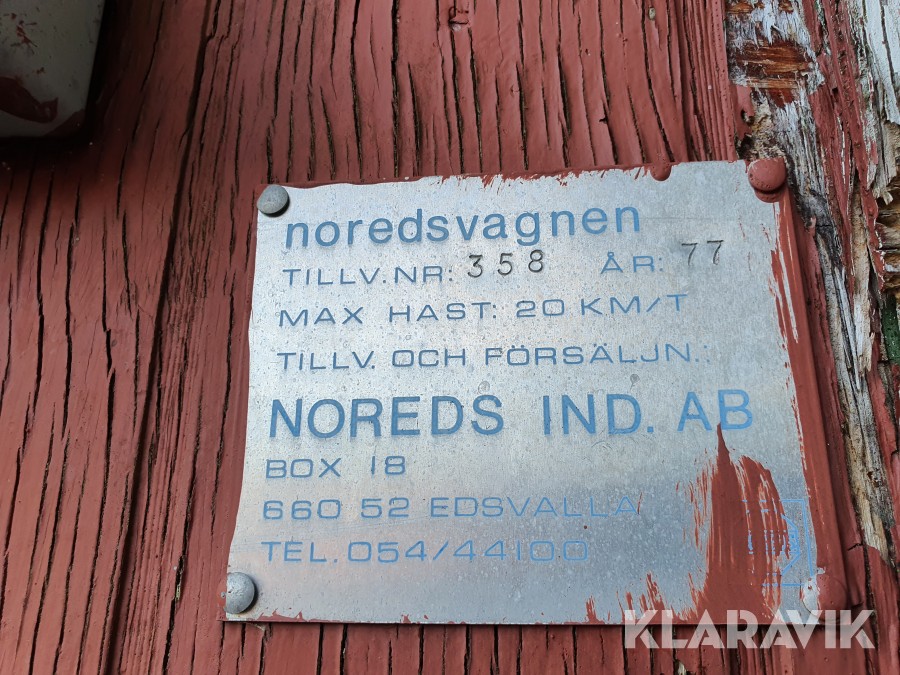 noredsvagnen
TILLV.NR: 358 ÅR: 77
MAX HAST: 20 KM/T
TILLV. OCH FÖRSÄLJN.:
NOREDS IND. AB
BOX 18
660 52 EDSVALLA
TEL. 054/44100
KLARAVIK